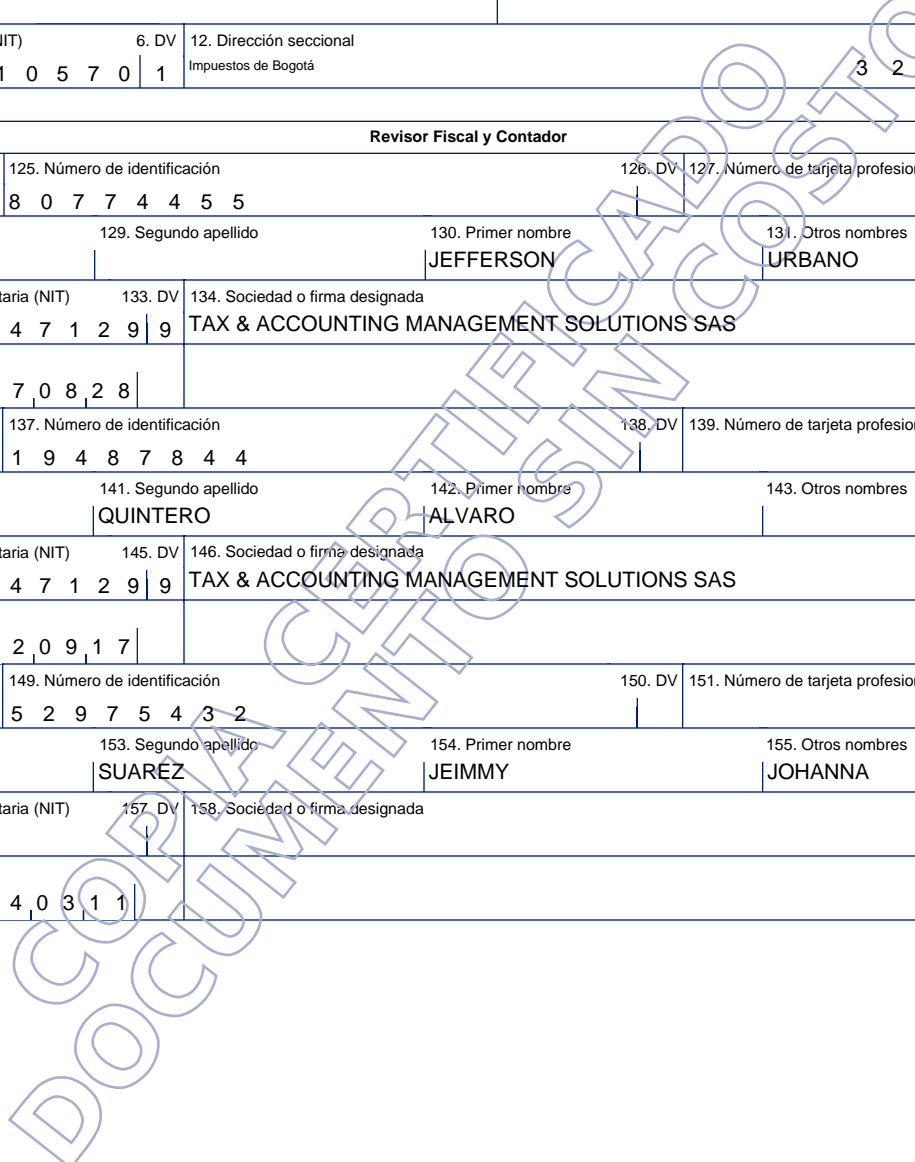 NIT) 6. DV 12. Dirección seccional
1 0 5 7 0 1 Impuestos de Bogotá 3 2
Revisor Fiscal y Contador
125. Número de identificación 126. DV 127. Número de tarjeta profesion
8 0 7 7 4 4 5 5
129. Segundo apellido 130. Primer nombre 131. Otros nombres
JEFFERSON URBANO
taria (NIT) 133. DV 134. Sociedad o firma designada
4 7 1 2 9 9 TAX & ACCOUNTING MANAGEMENT SOLUTIONS SAS
7 0 8 2 8
137. Número de identificación 138. DV 139. Número de tarjeta profesion
1 9 4 8 7 8 4 4
141. Segundo apellido 142. Primer nombre 143. Otros nombres
QUINTERO ALVARO
taria (NIT) 145. DV 146. Sociedad o firma designada
4 7 1 2 9 9 TAX & ACCOUNTING MANAGEMENT SOLUTIONS SAS
2 0 9 1 7
149. Número de identificación 150. DV 151. Número de tarjeta profesion
5 2 9 7 5 4 3 2
153. Segundo apellido 154. Primer nombre 155. Otros nombres
SUAREZ JEIMMY JOHANNA
taria (NIT) 157. DV 158. Sociedad o firma designada
4 0 3 1 1
COPIA CERTIFICADO
DOCUMENTO SIN COSTO